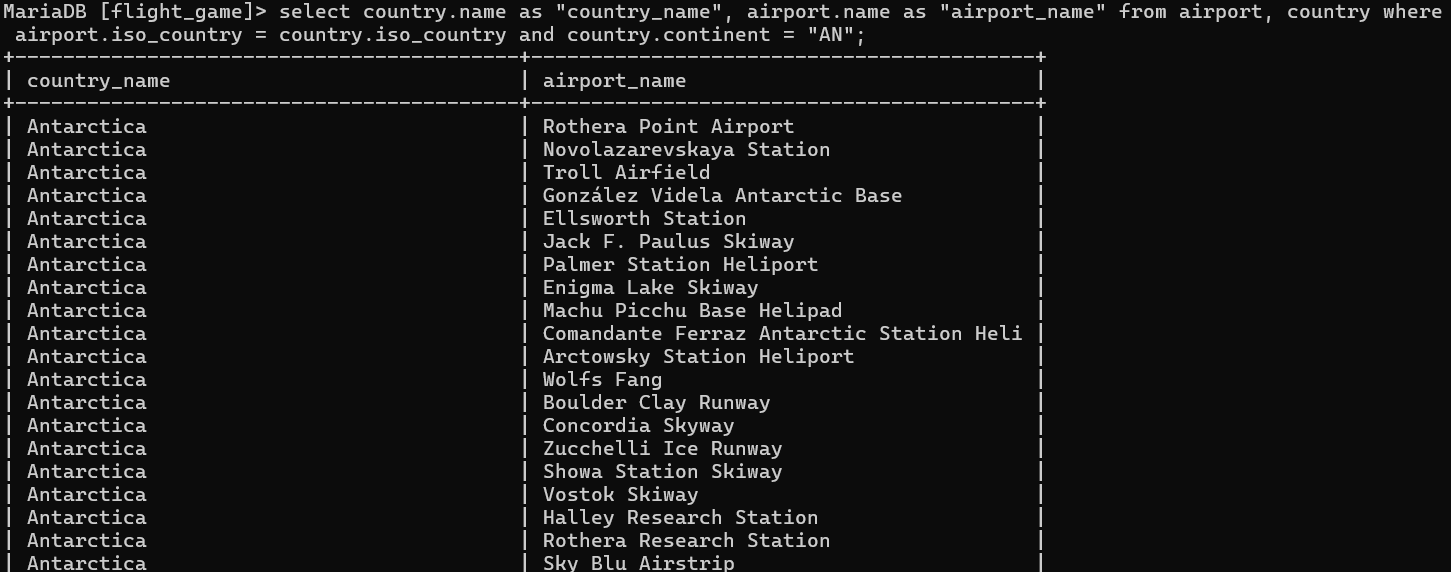 MariaDB [flight_game]> select country.name as "country_name", airport.name as "airport_name" from airport, country where
airport.iso_country = country.iso_country and country.continent = "AN";
+------------------------------------------+------------------------------------------+
| country_name | airport_name |
+------------------------------------------+------------------------------------------+
| Antarctica | Rothera Point Airport |
| Antarctica | Novolazarevskaya Station |
| Antarctica | Troll Airfield |
| Antarctica | González Videla Antarctic Base |
| Antarctica | Ellsworth Station |
| Antarctica | Jack F. Paulus Skiway |
| Antarctica | Palmer Station Heliport |
| Antarctica | Enigma Lake Skiway |
| Antarctica | Machu Picchu Base Helipad |
| Antarctica | Comandante Ferraz Antarctic Station Heli |
| Antarctica | Arctowsky Station Heliport |
| Antarctica | Wolfs Fang |
| Antarctica | Boulder Clay Runway |
| Antarctica | Concordia Skyway |
| Antarctica | Zucchelli Ice Runway |
| Antarctica | Showa Station Skiway |
| Antarctica | Vostok Skiway |
| Antarctica | Halley Research Station |
| Antarctica | Rothera Research Station |
| Antarctica | Sky Blu Airstrip |